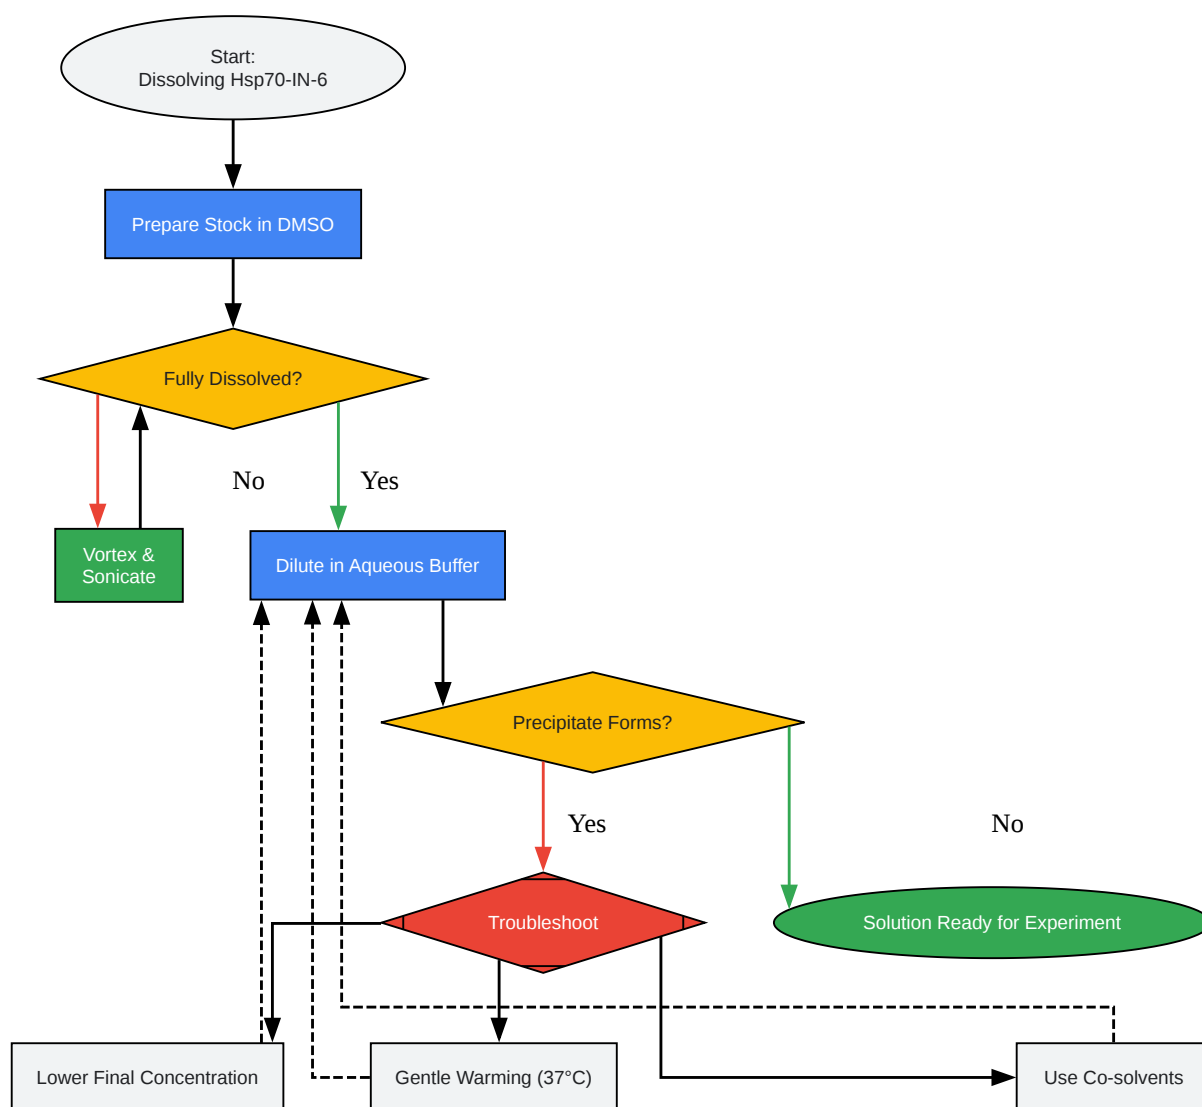 Start:
Dissolving Hsp70-IN-6
Prepare Stock in DMSO
Fully Dissolved?
No
Yes
Vortex &
Sonicate
Dilute in Aqueous Buffer
Precipitate Forms?
Yes
No
Troubleshoot
Solution Ready for Experiment
Lower Final Concentration
Gentle Warming (37°C)
Use Co-solvents